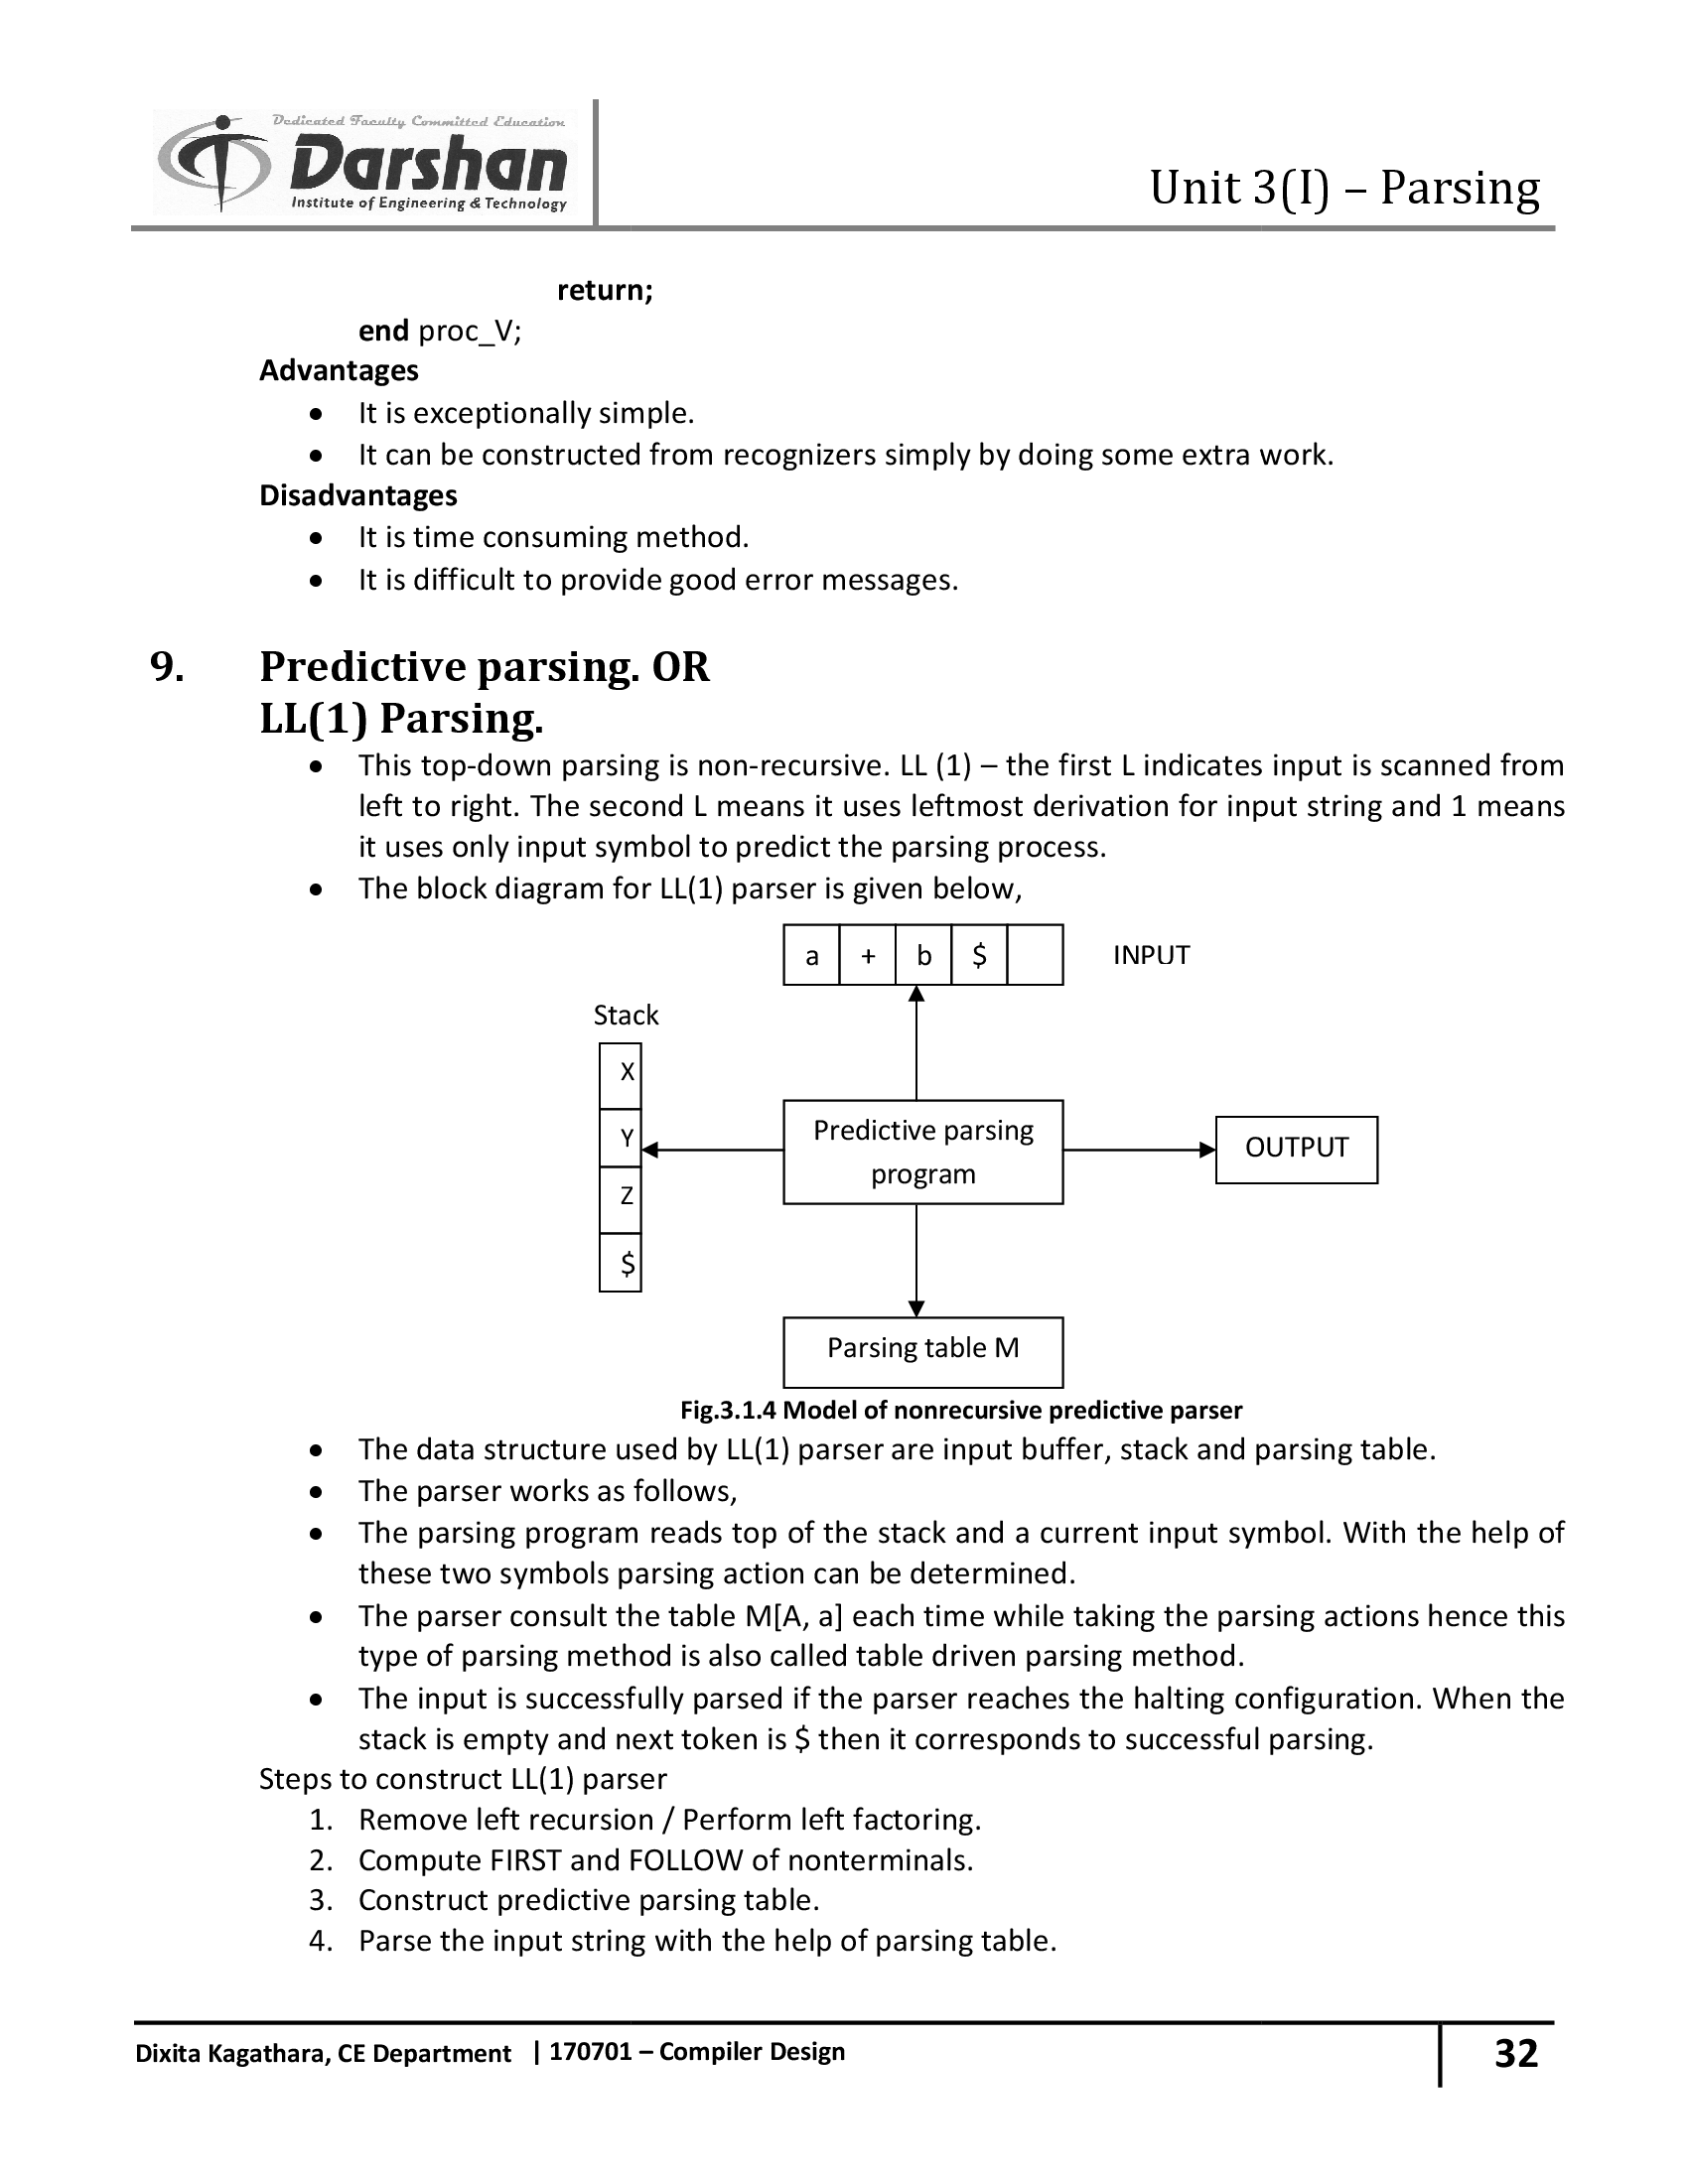 Dedicated Faculty Committed Education
Darshan
Institute of Engineering & Technology
Unit 3(I) – Parsing
return;
end proc_V;
Advantages
• It is exceptionally simple.
• It can be constructed from recognizers simply by doing some extra work.
Disadvantages
• It is time consuming method.
• It is difficult to provide good error messages.
9. Predictive parsing. OR
LL(1) Parsing.
• This top-down parsing is non-recursive. LL (1) – the first L indicates input is scanned from
left to right. The second L means it uses leftmost derivation for input string and 1 means
it uses only input symbol to predict the parsing process.
• The block diagram for LL(1) parser is given below,
a + b $ INPUT
Stack
X
Y
Z
$
Predictive parsing
program
OUTPUT
Parsing table M
Fig.3.1.4 Model of nonrecursive predictive parser
• The data structure used by LL(1) parser are input buffer, stack and parsing table.
• The parser works as follows,
• The parsing program reads top of the stack and a current input symbol. With the help of
these two symbols parsing action can be determined.
• The parser consult the table M[A, a] each time while taking the parsing actions hence this
type of parsing method is also called table driven parsing method.
• The input is successfully parsed if the parser reaches the halting configuration. When the
stack is empty and next token is $ then it corresponds to successful parsing.
Steps to construct LL(1) parser
1. Remove left recursion / Perform left factoring.
2. Compute FIRST and FOLLOW of nonterminals.
3. Construct predictive parsing table.
4. Parse the input string with the help of parsing table.
Dixita Kagathara, CE Department | 170701 – Compiler Design
32